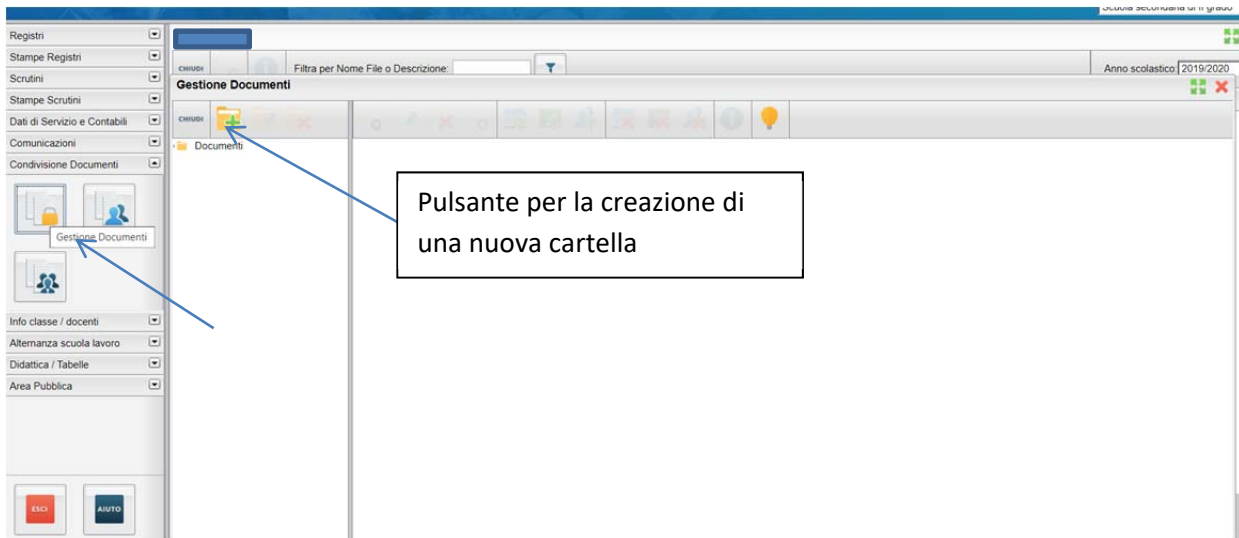 Scuola secondaria di II grado
Registri
Stampe Registri
Scrutini
Stampe Scrutini
Dati di Servizio e Contabili
Comunicazioni
Condivisione Documenti
Gestione Documenti
Info classe / docenti
Alternanza scuola lavoro
Didattica / Tabelle
Area Pubblica
ESCI
AIUTO
CHIUDI
Filtra per Nome File o Descrizione:
Anno scolastico: 2019/2020
Gestione Documenti
CHIUDI
Documenti
Pulsante per la creazione di
una nuova cartella